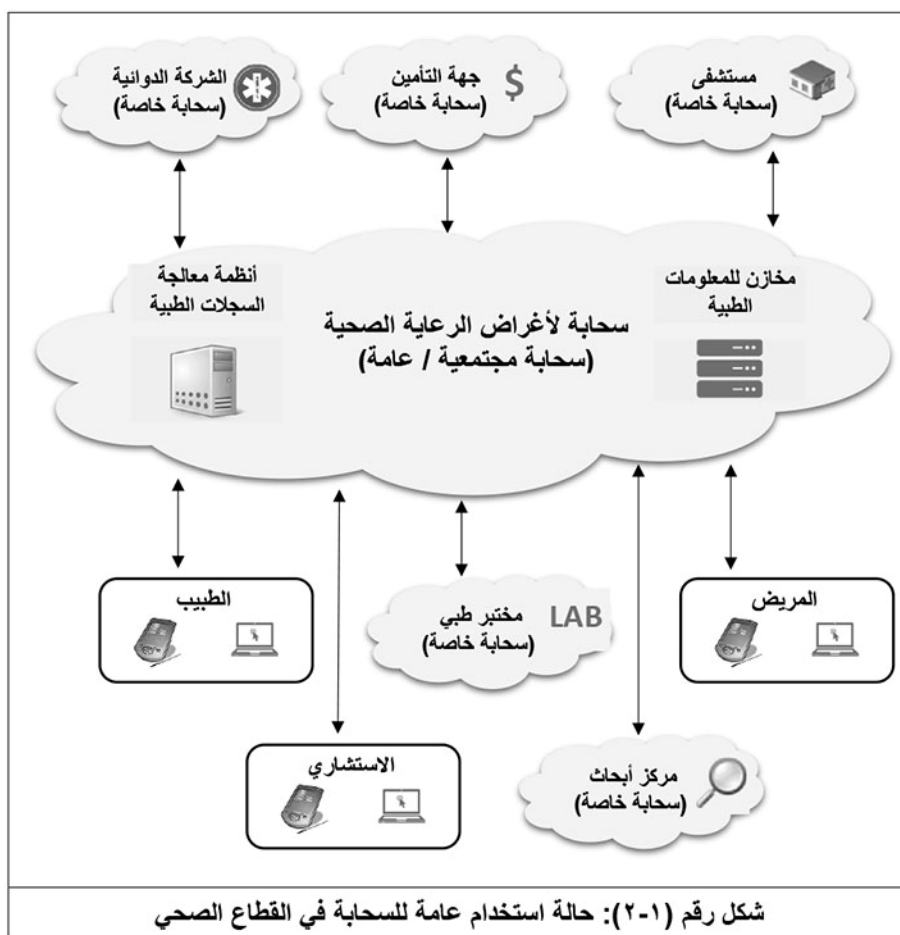 مستشفى
(سحابة خاصة)
$
جهة التأمين
(سحابة خاصة)
الشركة الدوائية
(سحابة خاصة)
مخازن للمعلومات
الطبية
سحابة لأغراض الرعاية الصحية
(سحابة مجتمعية / عامة)
أنظمة معالجة
السجلات الطبية
المريض
LAB
مختبر طبي
(سحابة خاصة)
الطبيب
مركز أبحاث
(سحابة خاصة)
الاستشاري
شكل رقم (١-٢): حالة استخدام عامة للسحابة في القطاع الصحي